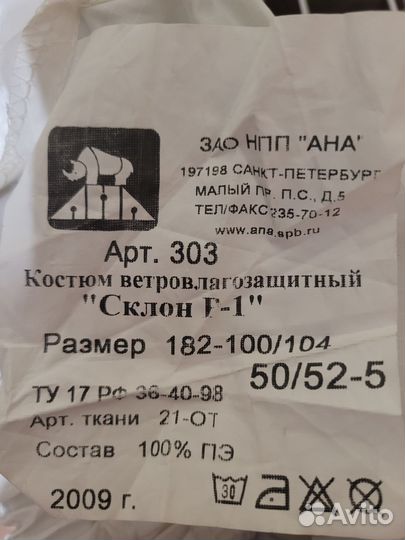 ЗАО НПП "АНА"
197198 САНКТ-ПЕТЕРБУРГ
МАЛЫЙ ПР. П.С., Д.5
ТЕЛ/ФАКС 235-70-12
www.ana.spb.ru
АНА
Арт. 303
Костюм ветровлагозащитный
"Склон Г-1"
Размер 182-100/104
50/52-5
ТУ 17 РФ 36-40-98
Арт. ткани 21-ОТ
Состав 100% ПЭ
2009 г.
30
Avito